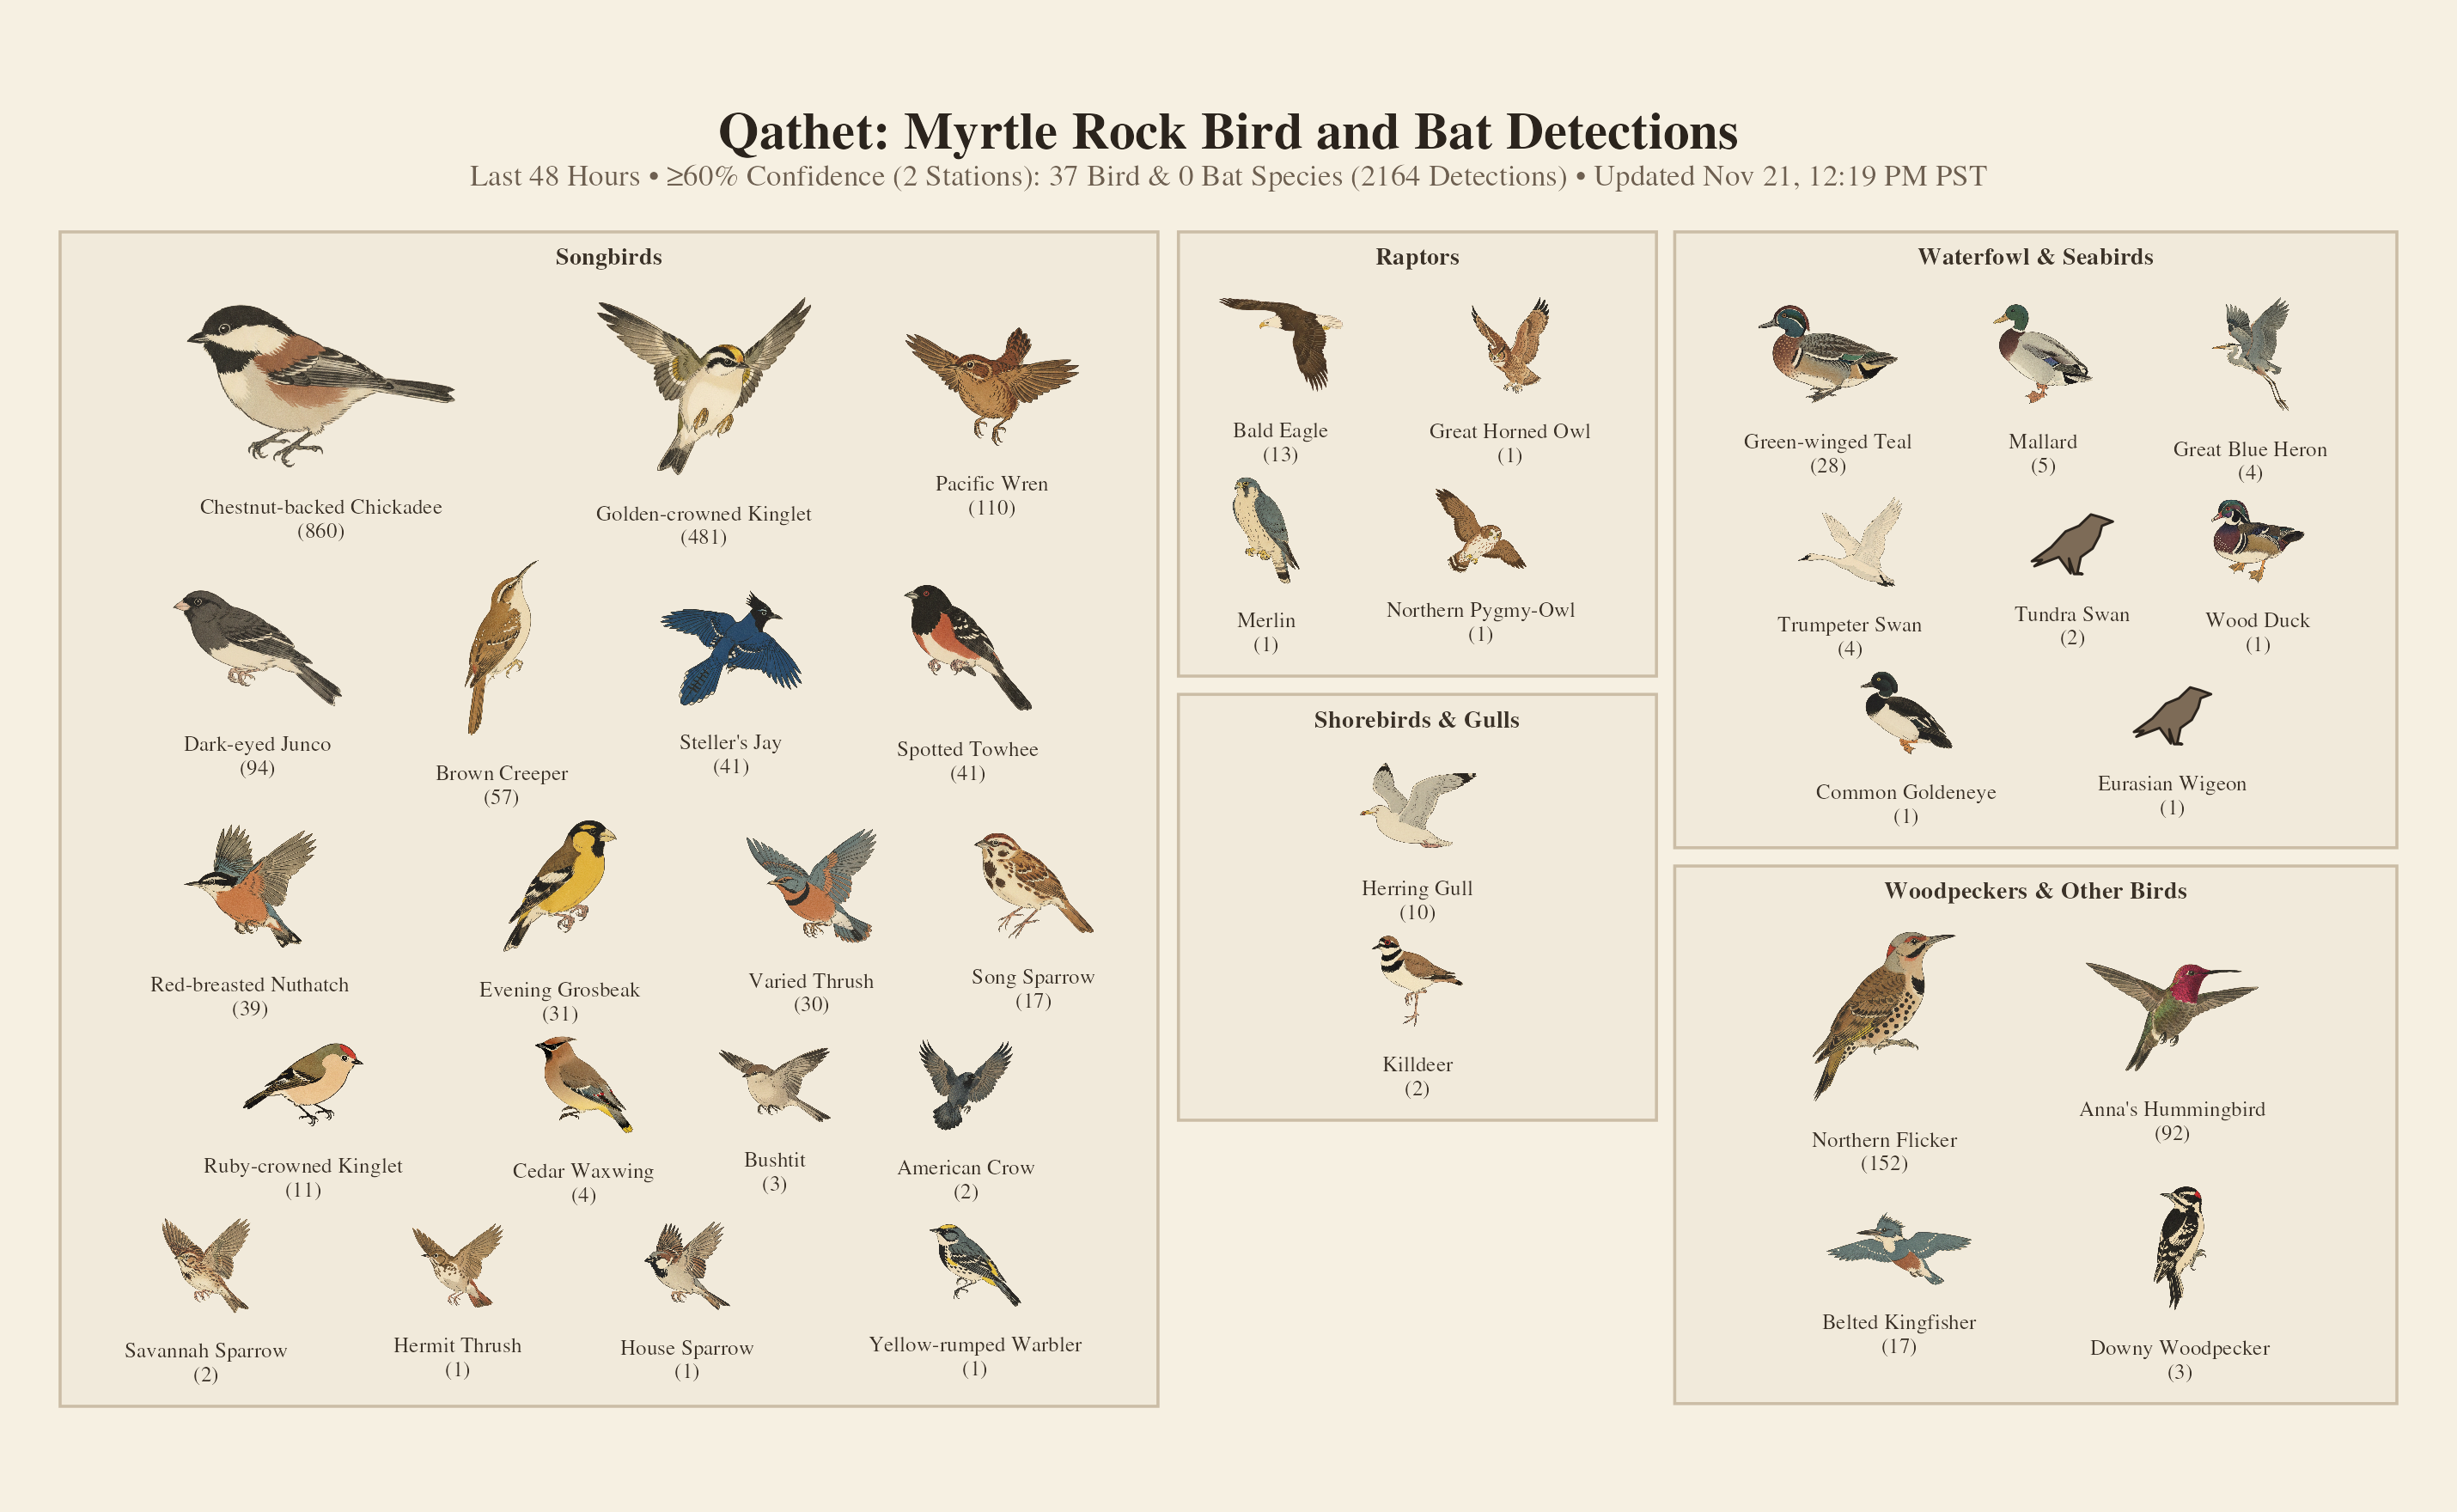 Qathet: Myrtle Rock Bird and Bat Detections
Last 48 Hours • ≥60% Confidence (2 Stations): 37 Bird & 0 Bat Species (2164 Detections) • Updated Nov 21, 12:19 PM PST
Songbirds
Chestnut-backed Chickadee
(860)
Golden-crowned Kinglet
(481)
Pacific Wren
(110)
Dark-eyed Junco
(94)
Brown Creeper
(57)
Steller's Jay
(41)
Spotted Towhee
(41)
Red-breasted Nuthatch
(39)
Evening Grosbeak
(31)
Varied Thrush
(30)
Song Sparrow
(17)
Ruby-crowned Kinglet
(11)
Cedar Waxwing
(4)
Bushtit
(3)
American Crow
(2)
Savannah Sparrow
(2)
Hermit Thrush
(1)
House Sparrow
(1)
Yellow-rumped Warbler
(1)
Raptors
Bald Eagle
(13)
Great Horned Owl
(1)
Merlin
(1)
Northern Pygmy-Owl
(1)
Shorebirds & Gulls
Herring Gull
(10)
Killdeer
(2)
Waterfowl & Seabirds
Green-winged Teal
(28)
Mallard
(5)
Great Blue Heron
(4)
Trumpeter Swan
(4)
Tundra Swan
(2)
Wood Duck
(1)
Common Goldeneye
(1)
Eurasian Wigeon
(1)
Woodpeckers & Other Birds
Northern Flicker
(152)
Anna's Hummingbird
(92)
Belted Kingfisher
(17)
Downy Woodpecker
(3)